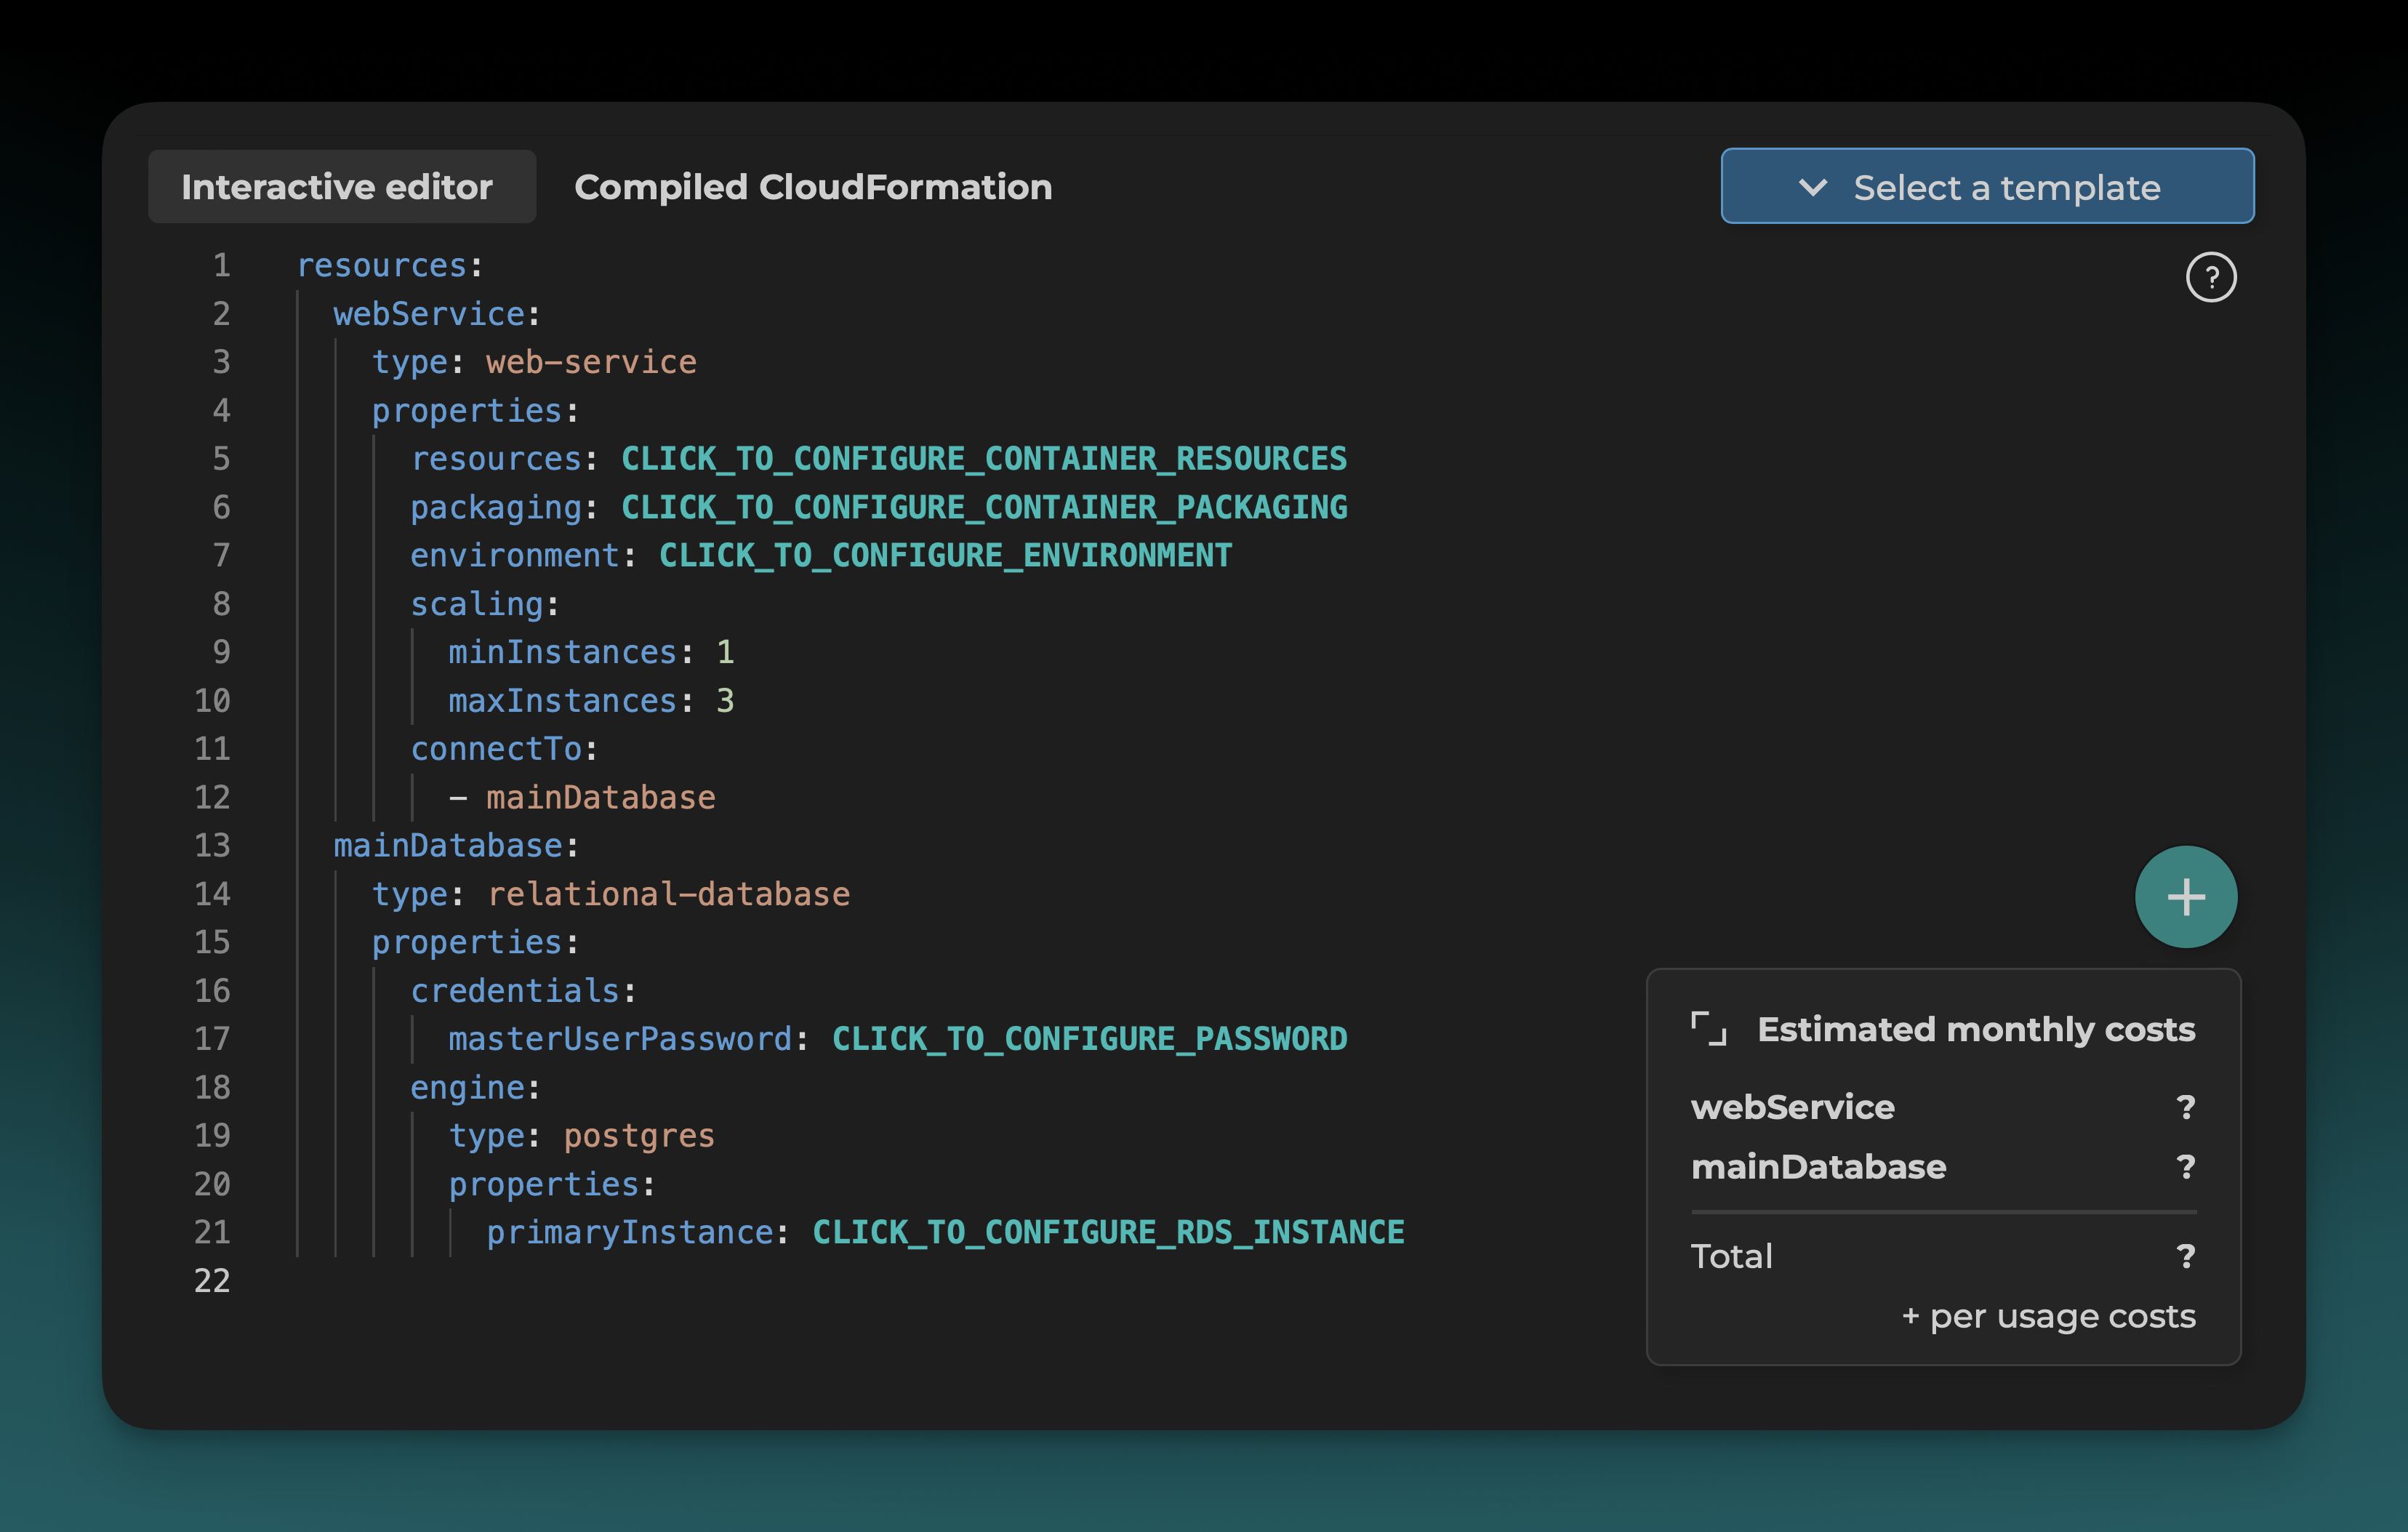 Interactive editor Compiled CloudFormation Select a template
?
1 resources:
2   webService:
3     type: web-service
4     properties:
5       resources: CLICK_TO_CONFIGURE_CONTAINER_RESOURCES
6       packaging: CLICK_TO_CONFIGURE_CONTAINER_PACKAGING
7       environment: CLICK_TO_CONFIGURE_ENVIRONMENT
8       scaling:
9         minInstances: 1
10         maxInstances: 3
11       connectTo:
12         - mainDatabase
13   mainDatabase:
14     type: relational-database
15     properties:
16       credentials:
17         masterUserPassword: CLICK_TO_CONFIGURE_PASSWORD
18       engine:
19         type: postgres
20         properties:
21           primaryInstance: CLICK_TO_CONFIGURE_RDS_INSTANCE
22
+
Estimated monthly costs
webService ?
mainDatabase ?
Total ?
+ per usage costs